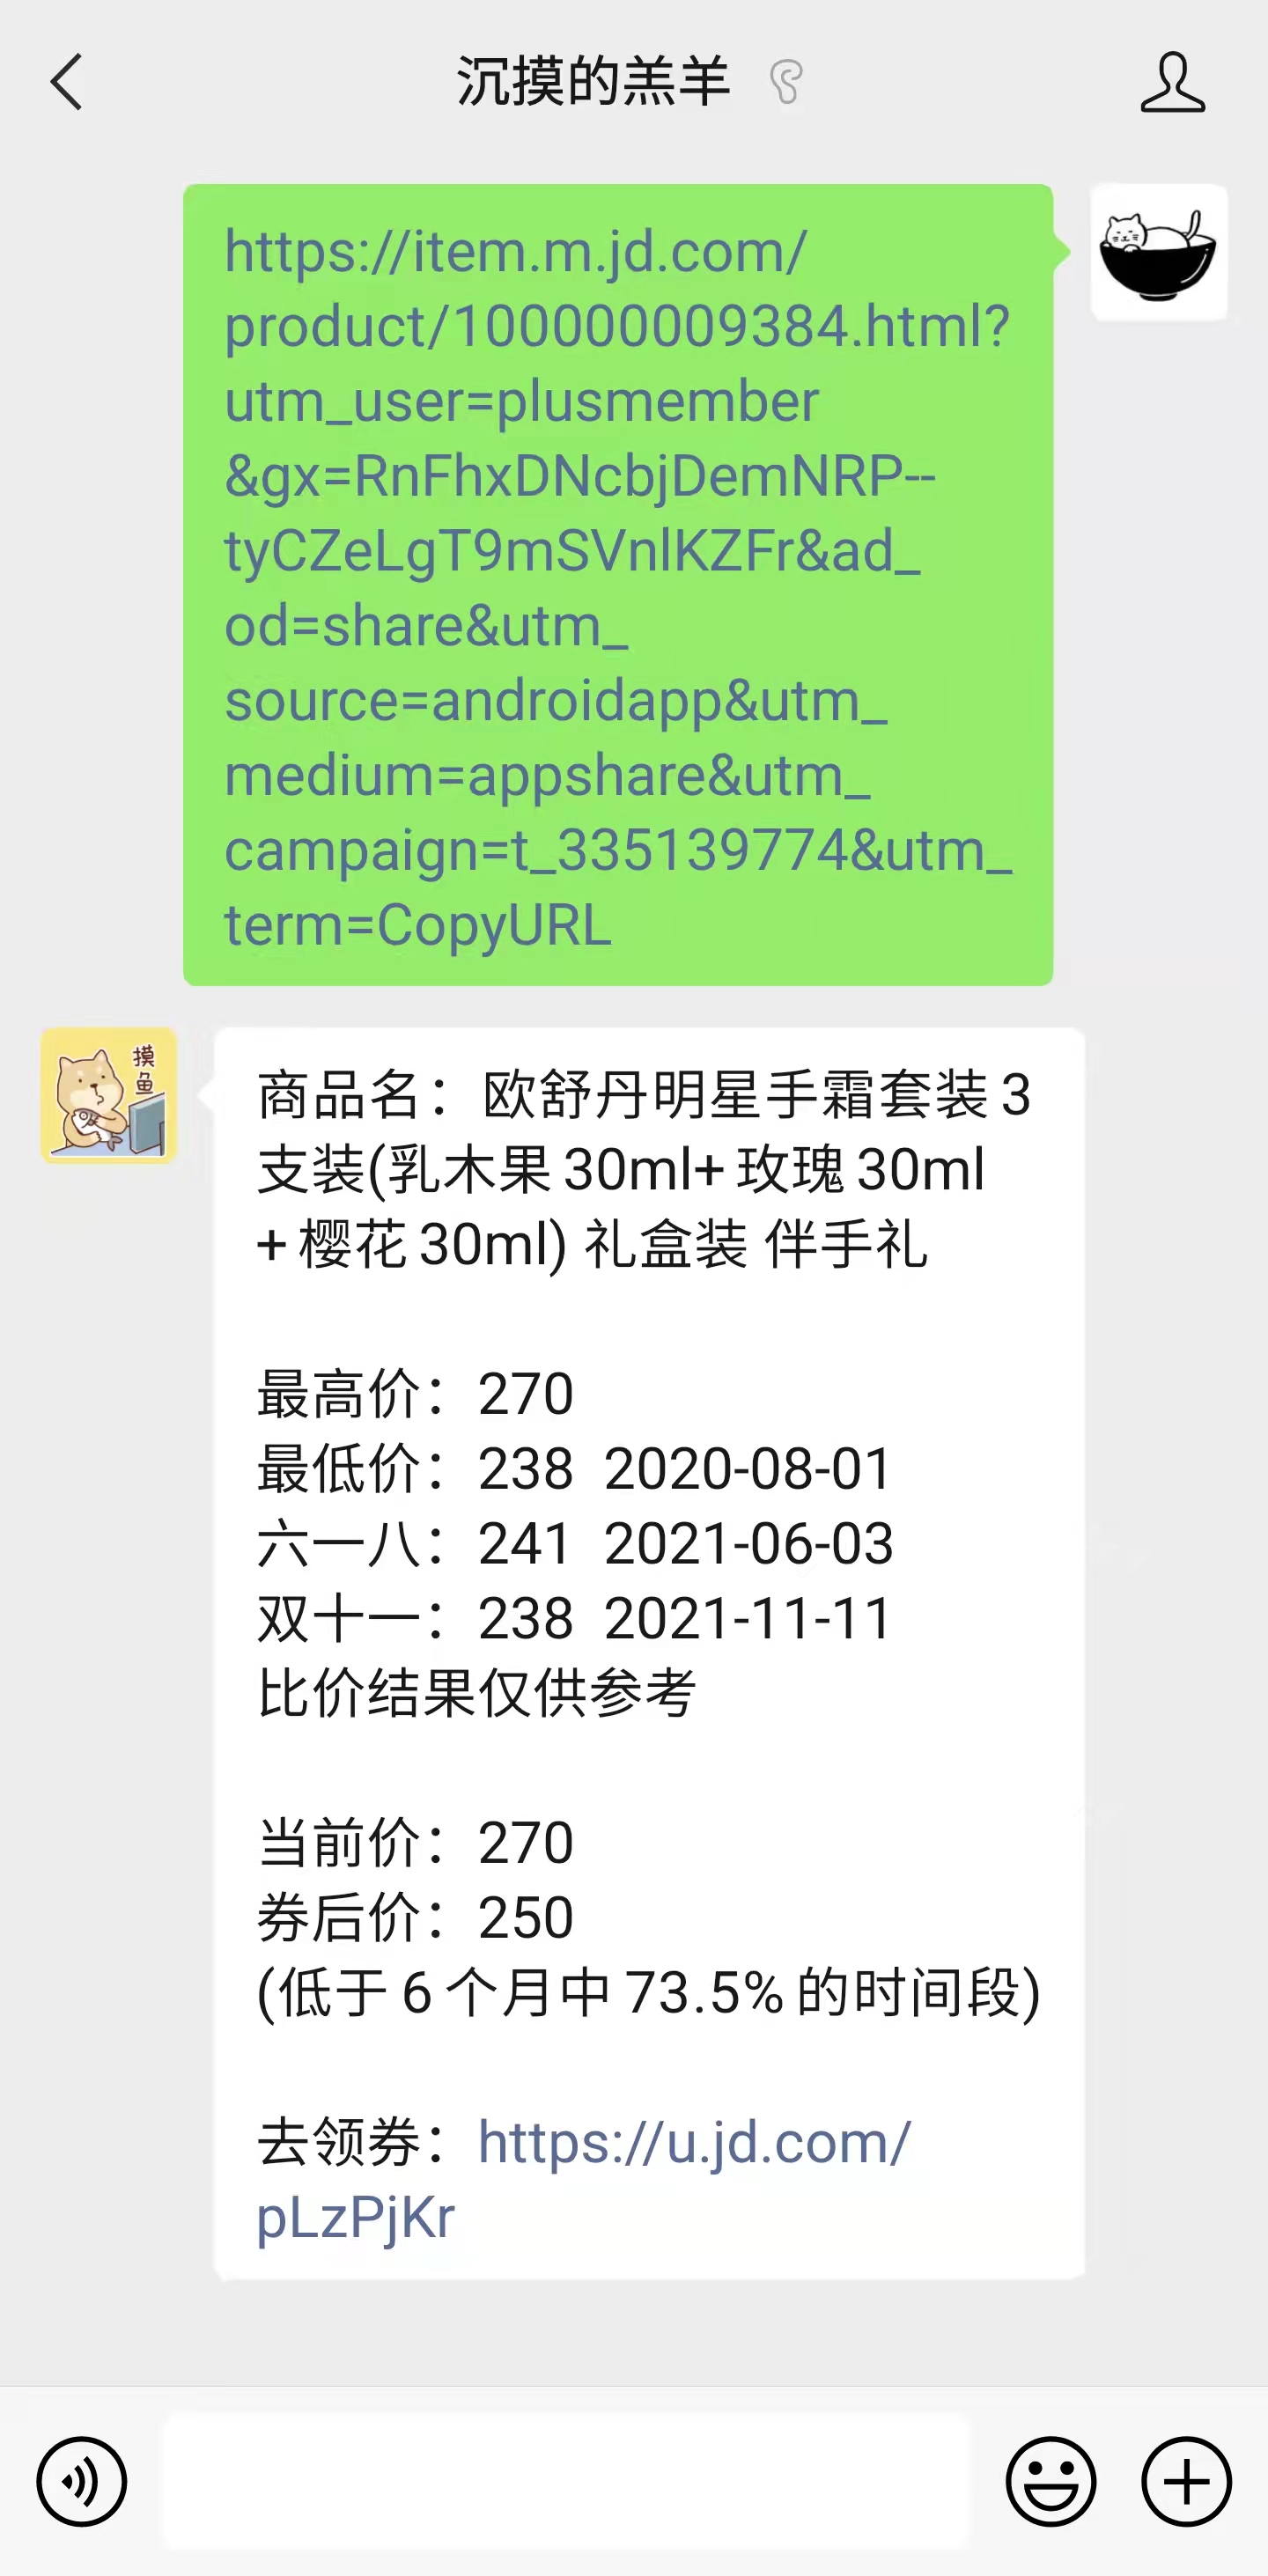 沉摸的羔羊
https://item.m.jd.com/
product/100000009384.html?
utm_user=plusmember
&gx=RnFhxDNcbjDemNRP--
tyCZeLgT9mSVnlKZFr&ad_
od=share&utm_
source=androidapp&utm_
medium=appshare&utm_
campaign=t_335139774&utm_
term=CopyURL
摸
鱼
商品名：欧舒丹明星手霜套装3
支装(乳木果30ml+玫瑰30ml
+樱花30ml) 礼盒装 伴手礼
最高价：270
最低价：238 2020-08-01
六一八：241 2021-06-03
双十一：238 2021-11-11
比价结果仅供参考
当前价：270
券后价：250
(低于6个月中73.5%的时间段)
去领券：https://u.jd.com/
pLzPjKr